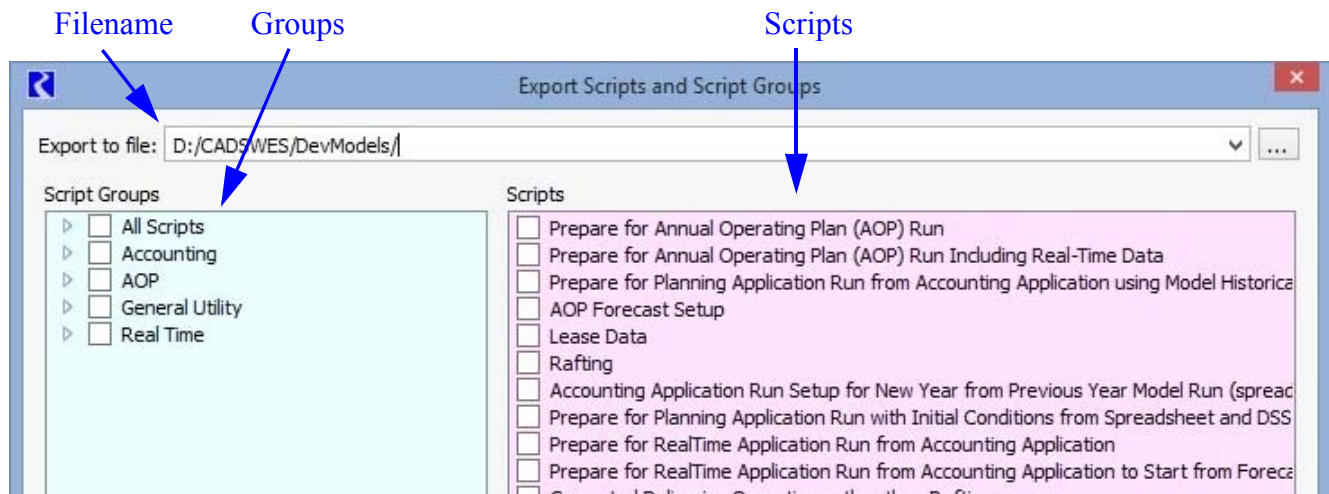 Filename Groups Scripts
Export Scripts and Script Groups
Export to file: D:/CADSWES/DevModels/ ...
Script Groups
All Scripts
Accounting
AOP
General Utility
Real Time
Scripts
Prepare for Annual Operating Plan (AOP) Run
Prepare for Annual Operating Plan (AOP) Run Including Real-Time Data
Prepare for Planning Application Run from Accounting Application using Model Historica
AOP Forecast Setup
Lease Data
Rafting
Accounting Application Run Setup for New Year from Previous Year Model Run (spread
Prepare for Planning Application Run with Initial Conditions from Spreadsheet and DSS
Prepare for RealTime Application Run from Accounting Application
Prepare for RealTime Application Run from Accounting Application to Start from Foreca